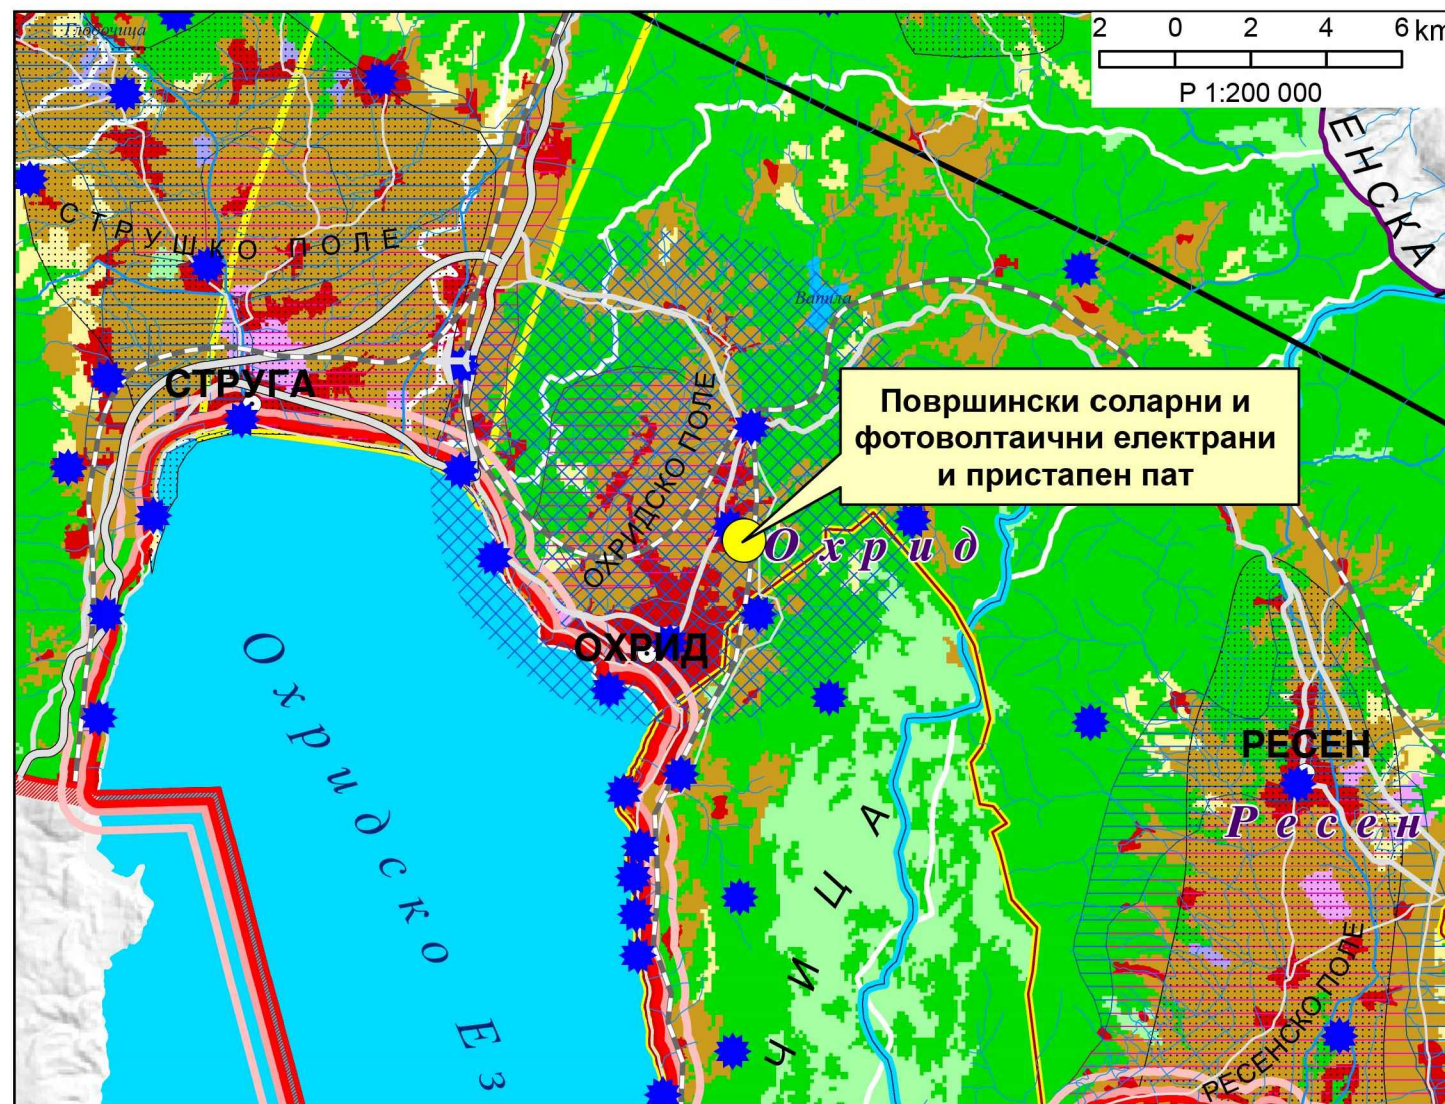 Глобочица
2 0 2 4 6 km
Р 1:200 000
ЕНСКА
СТРУШКО ПОЛЕ
Вапила
СТРУГА
ОХРИДСКО ПОЛЕ
Површински соларни и
фотоволтаични електрани
и пристапен пат
Охрид
ОХРИД
Охридско Ез
ЧИЦА
РЕСЕН
Ресен
РЕСЕНСКО ПОЛЕ